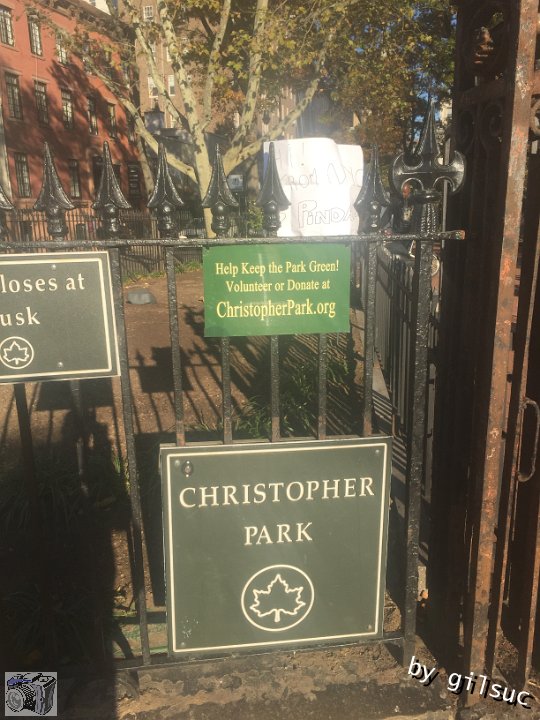 loses at
usk
Help Keep the Park Green!
Volunteer or Donate at
ChristopherPark.org
CHRISTOPHER
PARK
by gilsuc